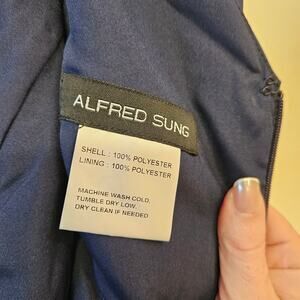 ALFRED SUNG
SHELL : 100% POLYESTER
LINING : 100% POLYESTER
MACHINE WASH COLD,
TUMBLE DRY LOW,
DRY CLEAN IF NEEDED